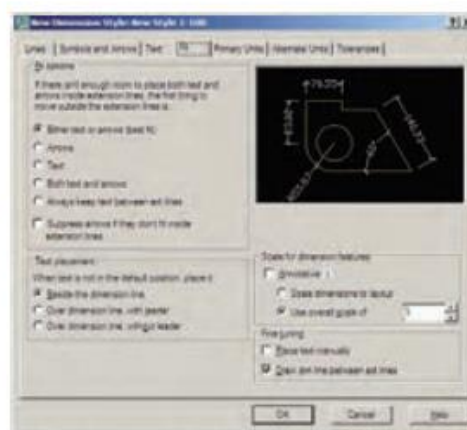 New Dimension Style: New Style 1-100
Lines
Symbols and Arrows
Text
Fit
Primary Units
Alternate Units
Tolerances
Fit options
If there isn't enough room to place both text and
arrows inside extension lines, the first thing to
move outside the extension lines is:
Either text or arrows (best fit)
Arrows
Text
Both text and arrows
Always keep text between ext lines
Suppress arrows if they don't fit inside
extension lines
Text placement
When text is not in the default position, place it:
Beside the dimension line
Over dimension line, with leader
Over dimension line, without leader
Scale for dimension features
Annotative
Scale dimensions to layout
Use overall scale of:
Fine tuning
Place text manually
Draw dim line between ext lines
OK
Cancel
Help